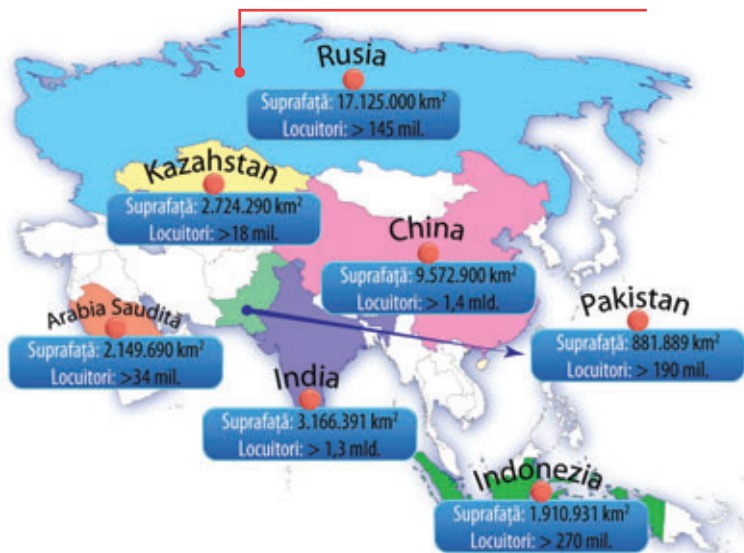 Rusia
Suprafață: 17.125.000 km²
Locuitori: > 145 mil.
Kazahstan
Suprafață: 2.724.290 km²
Locuitori: >18 mil.
China
Suprafață: 9.572.900 km²
Locuitori: > 1,4 mld.
Arabia Saudită
Suprafață: 2.149.690 km²
Locuitori: >34 mil.
Pakistan
Suprafață: 881.889 km²
Locuitori: > 190 mil.
India
Suprafață: 3.166.391 km²
Locuitori: > 1,3 mld.
Indonezia
Suprafață: 1.910.931 km²
Locuitori: > 270 mil.